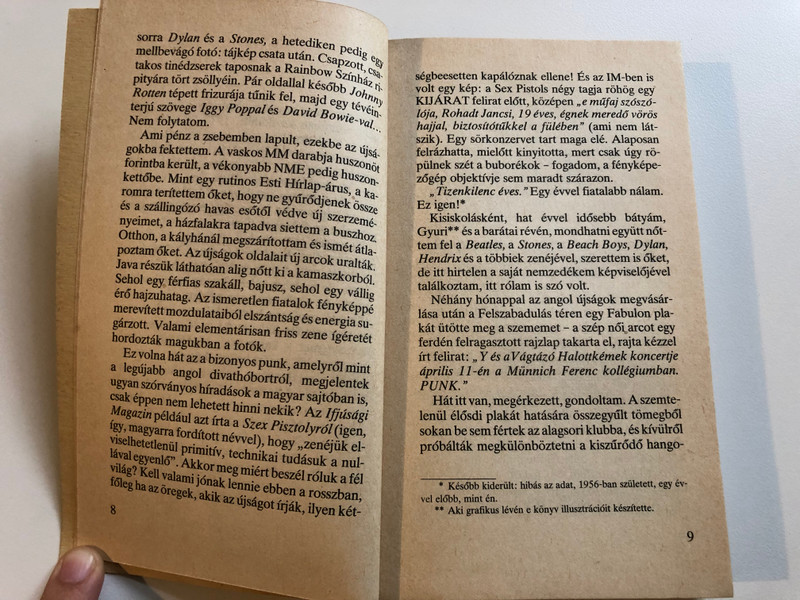 sorra Dylan és a Stones, a hetediken pedig egy
mellbevágó fotó: tájkép csata után. Csapzott, csa-
takos tinédzserek taposnak a Rainbow Színház ri-
pityára tört zsöllyéin. Pár oldallal később Johnny
Rotten tépett frizurája tűnik fel, majd egy tévéin-
terjú szövege Iggy Poppal és David Bowie-val...
Nem folytatom.
Ami pénz a zsebemben lapult, ezekbe az újsá-
gokba fektettem. A vaskos MM darabja huszonöt
forintba került, a vékonyabb NME pedig huszon-
kettőbe. Mint egy rutinos Esti Hírlap-árus, a ka-
romra terítettem őket, hogy ne gyűrődjenek össze
és a szállingózó havas esőtől védve új szerzemé-
nyeimet, a házfalakra tapadva siettem a buszhoz.
Otthon, a kályhánál megszárítottam és ismét átla-
poztam őket. Az újságok oldalait új arcok uralták.
Java részük láthatóan alig nőtt ki a kamaszkorból.
Sehol egy férfias szakáll, bajusz, sehol egy vállig
érő hajzuhatag. Az ismeretlen fiatalok fényképpé
merevített mozdulataiból elszántság és energia su-
gárzott. Valami elementárisan friss zene ígéretét
hordozták magukban a fotók.
Ez volna hát az a bizonyos punk, amelyről mint
a legújabb angol divathóbortról, megjelentek
ugyan szórványos híradások a magyar sajtóban is,
csak éppen nem lehetett hinni nekik? Az Ifjúsági
Magazin például azt írta a Szex Pisztolyról (igen,
így, magyarra fordított névvel), hogy „zenéjük el-
viselhetetlenül primitív, technikai tudásuk a nul-
lával egyenlő”. Akkor meg miért beszél róluk a fél
világ? Kell valami jónak lennie ebben a rosszban,
főleg ha az öregek, akik az újságot írják, ilyen két-
8
ségbeesetten kapálóznak ellene! És az IM-ben is
volt egy kép: a Sex Pistols négy tagja röhög egy
KIJÁRAT felirat előtt, középen „e műfaj szószó-
lója, Rohadt Jancsi, 19 éves, égnek meredő vörös
hajjal, biztosítótűkkel a fülében” (ami nem lát-
szik). Egy sörkonzervet tart maga elé. Alaposan
felrázhatta, mielőtt kinyitotta, mert csak úgy rö-
pülnek szét a buborékok – fogadom, a fényképe-
zőgép objektívje sem maradt szárazon.
„Tizenkilenc éves.” Egy évvel fiatalabb nálam.
Ez igen!*
Kisiskolásként, hat évvel idősebb bátyám,
Gyuri** és a barátai révén, mondhatni együtt nőt-
tem fel a Beatles, a Stones, a Beach Boys, Dylan,
Hendrix és a többiek zenéjével, szerettem is őket,
de itt hirtelen a saját nemzedékem képviselőjével
találkoztam, itt rólam is szó volt.
Néhány hónappal az angol újságok megvásár-
lása után a Felszabadulás téren egy Fabulon pla-
kát ütötte meg a szememet – a szép női arcot egy
ferdén felragasztott rajzlap takarta el, rajta kézzel
írt felirat: „Y és a Vágtázó Halottkémek koncertje
április 11-én a Münnich Ferenc kollégiumban.
PUNK.”
Hát itt van, megérkezett, gondoltam. A szemte-
lenül élősdi plakát hatására összegyűlt tömegből
sokan be sem fértek az alagsori klubba, és kívülről
próbálták megkülönböztetni a kiszűrődő hango-
* Később kiderült: hibás az adat, 1956-ban született, egy év-
vel előbb, mint én.
** Aki grafikus lévén e könyv illusztrációit készítette.
9